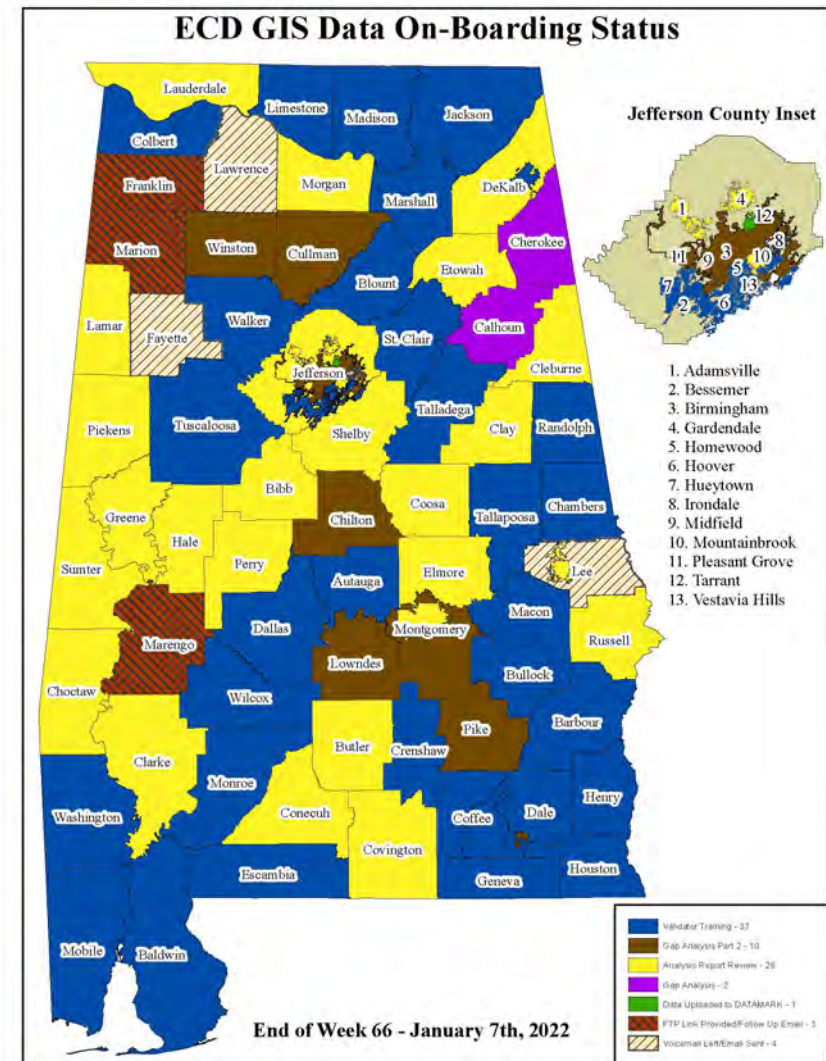 ECD GIS Data On-Boarding Status
Lauderdale
Limestone
Madison
Jackson
Colbert
Lawrence
Franklin
Morgan
DeKalb
Marshall
Cherokee
Marion
Winston
Cullman
Etowah
Blount
Lamar
Fayette
Walker
St. Clair
Calhoun
Cleburne
Jefferson
Pickens
Tuscaloosa
Shelby
Talladega
Clay
Randolph
Greene
Bibb
Hale
Chilton
Coosa
Tallapoosa
Chambers
Sumter
Perry
Autauga
Elmore
Lee
Macon
Dallas
Montgomery
Russell
Marengo
Lowndes
Bullock
Choctaw
Wilcox
Pike
Barbour
Clarke
Butler
Crenshaw
Monroe
Washington
Conecuh
Coffee
Dale
Henry
Covington
Escambia
Geneva
Houston
Mobile
Baldwin
Jefferson County Inset
1
4
12
8
11
9
3
10
5
7
2
6
13
1. Adamsville
2. Bessemer
3. Birmingham
4. Gardendale
5. Homewood
6. Hoover
7. Hueytown
8. Irondale
9. Midfield
10. Mountainbrook
11. Pleasant Grove
12. Tarrant
13. Vestavia Hills
Validator Training - 37
Gap Analysis Part 2 - 10
Analysis Report Review -
Gap Analysis - 2
Data Uploaded to DATAMARK - 1
FTP Link Provided/Follow Up Email - 3
Voicemail Left/Email Sent - 4
End of Week 66 - January 7th, 2022